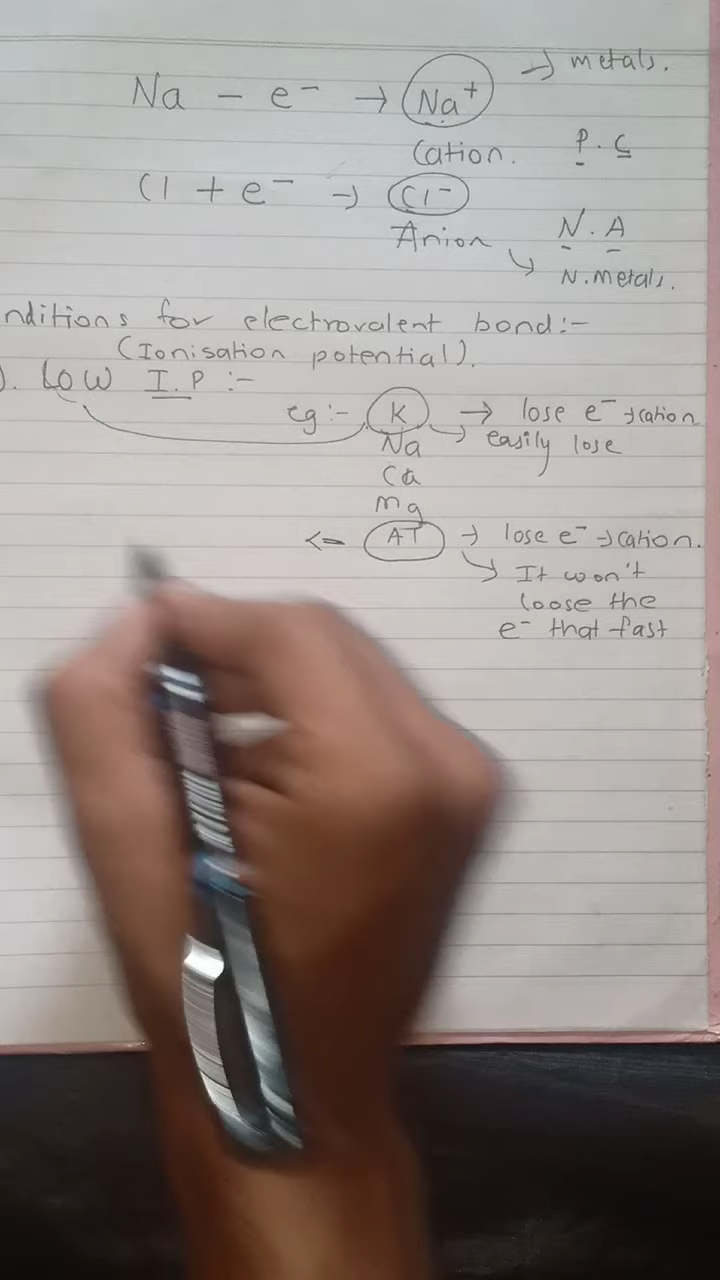 Na - e⁻ → Na⁺ → metals.
Cation. P. C
Cl + e⁻ → Cl⁻
Anion N. A
↳ N. metals.
nditions for electrovalent bond:-
(Ionisation potential).
). Low I.P :-
eg:- K → lose e⁻ → cation
Na → easily lose
Ca
Mg
<= Al → lose e⁻ → cation.
↳ It won't
loose the
e⁻ that fast